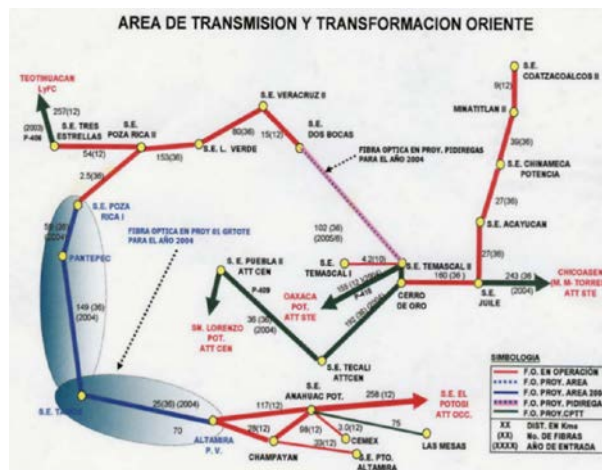 AREA DE TRANSMISION Y TRANSFORMACION ORIENTE
TEOTIHUACAN
LyFC
257(12)
(2003)
P-406
S.E. TRES
ESTRELLAS
54(12)
S.E.
POZA RICA II
153(36)
S.E. L. VERDE
80(36)
S.E. VERACRUZ II
15(12)
S.E.
DOS BOCAS
S.E.
COATZACOALCOS II
9(12)
MINATITLAN II
39(36)
S.E. CHINAMECA
POTENCIA
27(36)
S.E. ACAYUCAN
27(36)
FIBRA OPTICA EN PROY. PIDIREGAS
PARA EL AÑO 2004
2.5(36)
S.E. POZA
RICA I
(2004)
PANTEPEC
FIBRA OPTICA EN PROY 01 GRTOTE
PARA EL AÑO 2004
102 (36)
(2005/6)
4.2(10)
S.E.
TEMASCAL I
S.E. TEMASCAL II
160 (36 )
243 (36 )
(2004)
CHICOASEN
ATT STE
S.E.
JUILE
S. E. PUEBLA II
ATT CEN
P-409
OAXACA
POT.
ATT STE
CERRO
DE ORO
149 (36)
(2004)
SN. LORENZO
POT.
ATT CEN
36 (36)
(2004)
S.E. TECALI
ATTCEN
25(36) (2004)
70
ALTAMIRA
P. V.
117(12)
S.E.
ANAHUAC POT.
258 (12)
S.E. EL
POTOSI
ATT OCC.
CHAMPAYAN
3.0(12)
CEMEX
75
LAS MESAS
S.E. PTO.
ALTAMIRA
SIMBOLOGIA
F.O. EN OPERACIÓN
F.O. PROY. AREA
F.O. PROY. AREA 200
F.O. PROY. PIDIREGA
F.O. PROY.CPTT
XX DIST. EN Kms
(XX) No. DE FIBRAS
(XXXX) AÑO DE ENTRADA